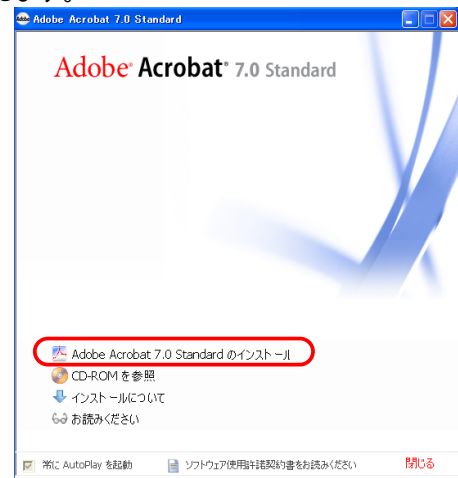 Adobe Acrobat 7.0 Standard
Adobe® Acrobat® 7.0 Standard
Adobe Acrobat 7.0 Standard のインストール
CD-ROM を参照
インストールについて
お読みください
常に AutoPlay を起動
ソフトウェア使用許諾契約書をお読みください
閉じる